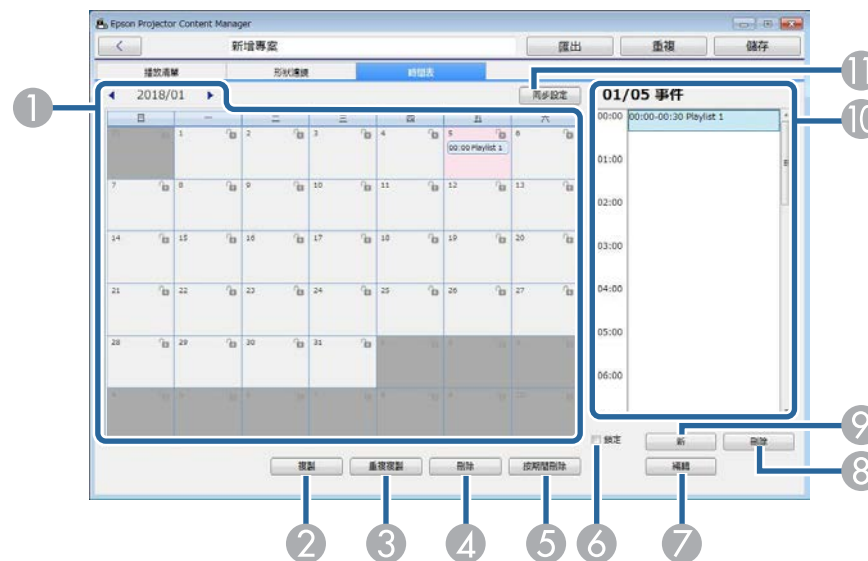 Epson Projector Content Manager
新增專案
匯出
重複
儲存
播放清單
形狀濾鏡
時間表
2018/01
同步設定
日 一 二 三 四 五 六
1 2 3 4 5 6
00:00 Playlist 1
7 8 9 10 11 12 13
14 15 16 17 18 19 20
21 22 23 24 25 26 27
28 29 30 31
複製
重複複製
刪除
按期間刪除
01/05 事件
00:00 00:00-00:30 Playlist 1
01:00
02:00
03:00
04:00
05:00
06:00
鎖定
新
刪除
編輯
1
2
3
4
5
6
7
8
9
10
11